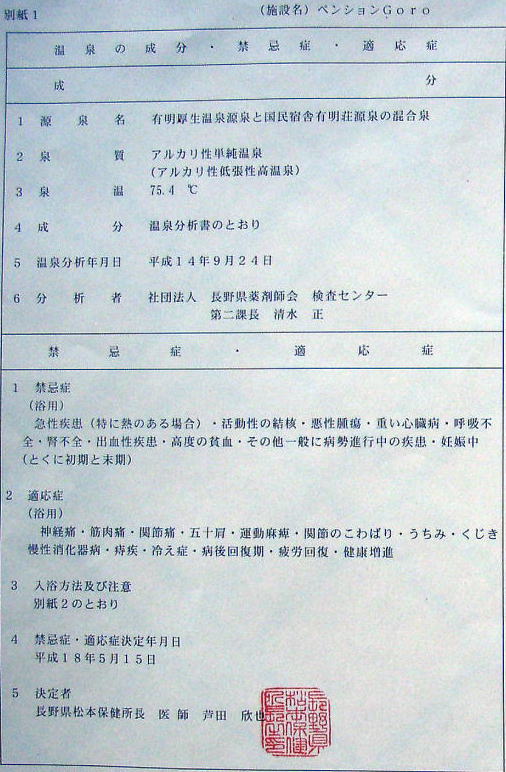 別紙１
（施設名）ペンションＧｏｒｏ
温泉の成分・禁忌症・適応症
成分
１ 源泉名 有明厚生温泉源泉と国民宿舎有明荘源泉の混合泉
２ 泉質 アルカリ性単純温泉
（アルカリ性低張性高温泉）
３ 泉温 75.4 ℃
４ 成分 温泉分析書のとおり
５ 温泉分析年月日 平成１４年９月２４日
６ 分析者 社団法人 長野県薬剤師会 検査センター
第二課長 清水 正
禁忌症・適応症
１ 禁忌症
（浴用）
急性疾患（特に熱のある場合）・活動性の結核・悪性腫瘍・重い心臓病・呼吸不
全・腎不全・出血性疾患・高度の貧血・その他一般に病勢進行中の疾患・妊娠中
（とくに初期と末期）
２ 適応症
（浴用）
神経痛・筋肉痛・関節痛・五十肩・運動麻痺・関節のこわばり・うちみ・くじき
慢性消化器病・痔疾・冷え症・病後回復期・疲労回復・健康増進
３ 入浴方法及び注意
別紙２のとおり
４ 禁忌症・適応症決定年月日
平成１８年５月１５日
５ 決定者
長野県松本保健所長 医師 芦田 欣也
長野県
松本保健
所長之印